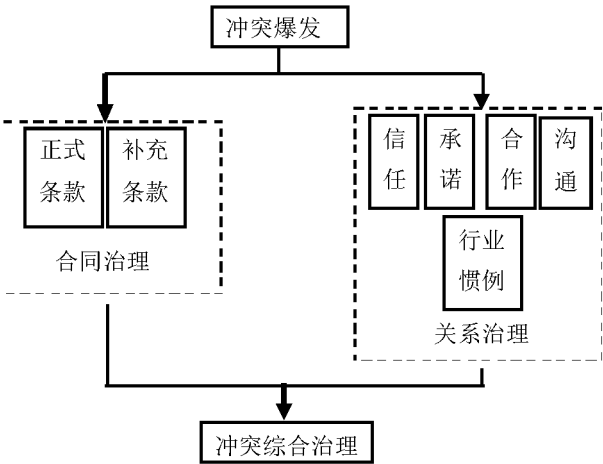 冲突爆发
正式
条款
补充
条款
合同治理
信
任
承
诺
合
作
沟
通
行业
惯例
关系治理
冲突综合治理